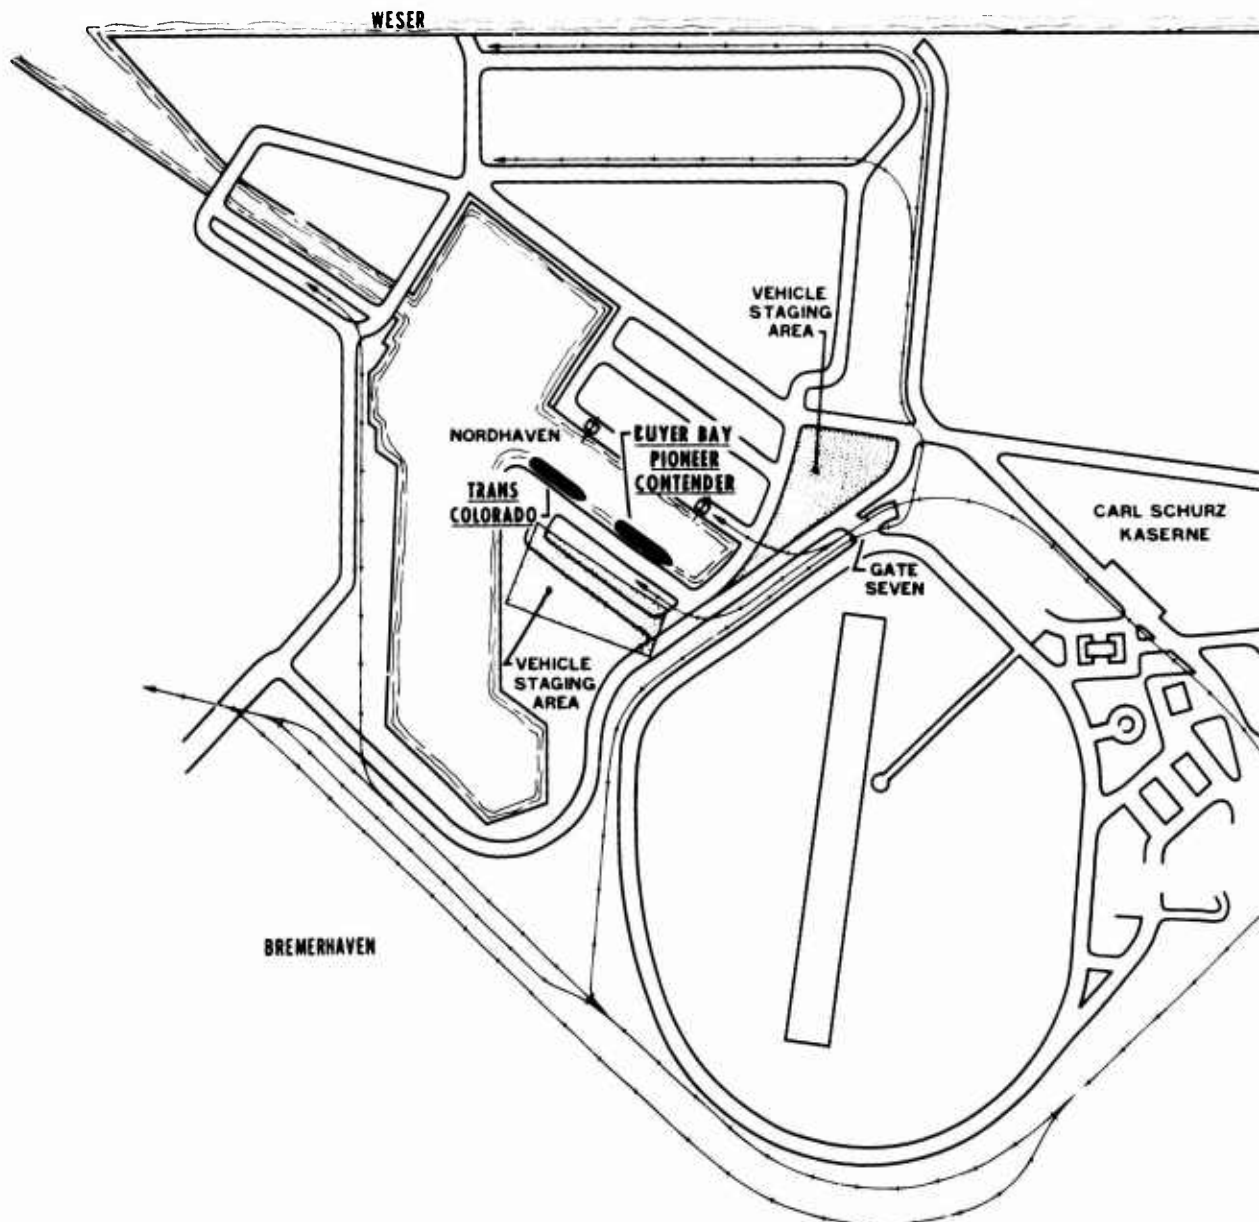 WESER
VEHICLE
STAGING
AREA
NORDHAVEN
BUYER BAY
PIONEER
CONTENDER
TRANS
COLORADO
CARL SCHURZ
KASERNE
GATE
SEVEN
VEHICLE
STAGING
AREA
BREMERHAVEN